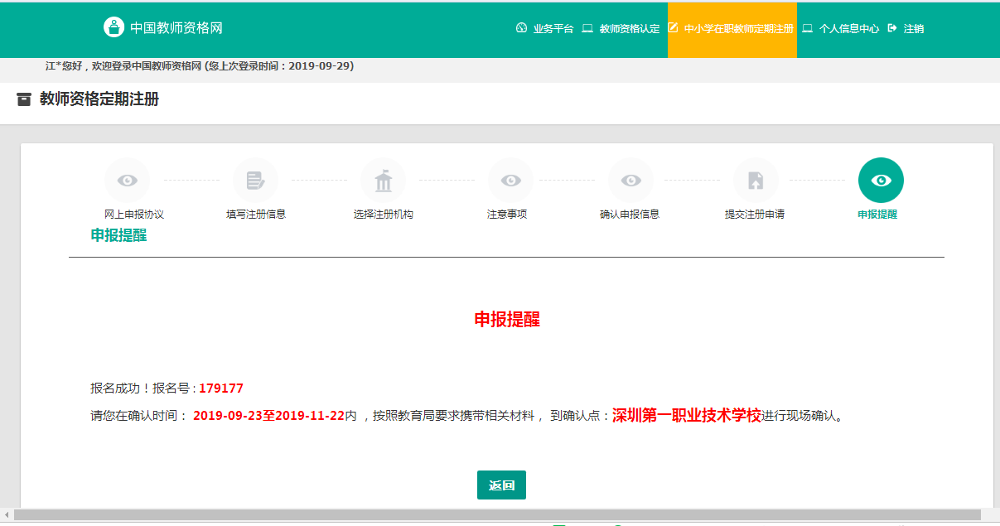 中国教师资格网
业务平台 教师资格认定 中小学在职教师定期注册 个人信息中心 注销
江*您好，欢迎登录中国教师资格网 (您上次登录时间：2019-09-29)
教师资格定期注册
网上申报协议 填写注册信息 选择注册机构 注意事项 确认申报信息 提交注册申请 申报提醒
申报提醒
申报提醒
报名成功！报名号：179177
请您在确认时间： 2019-09-23至2019-11-22内 ，按照教育局要求携带相关材料， 到确认点：深圳第一职业技术学校进行现场确认。
返回